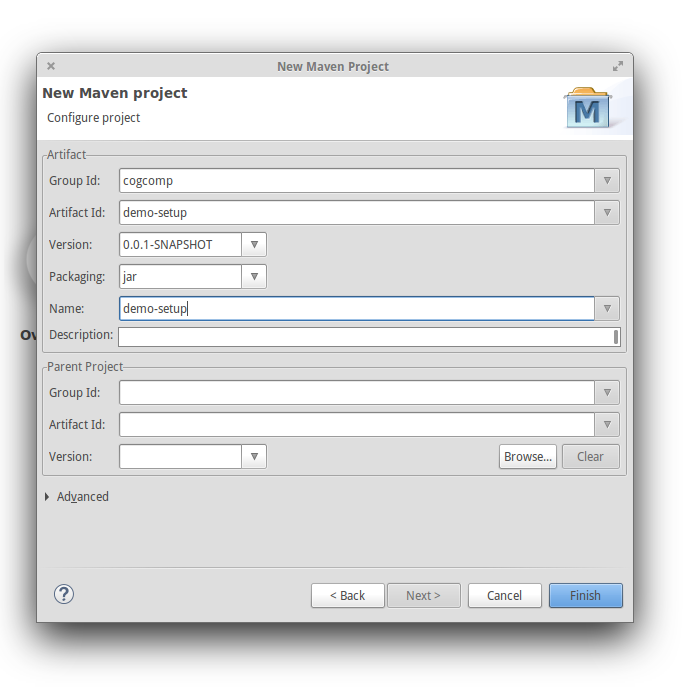 New Maven Project
New Maven project
Configure project
M
Artifact
Group Id: cogcomp
Artifact Id: demo-setup
Version: 0.0.1-SNAPSHOT
Packaging: jar
Name: demo-setup
Ov
Description:
Parent Project
Group Id:
Artifact Id:
Version: Browse... Clear
Advanced
? < Back Next > Cancel Finish